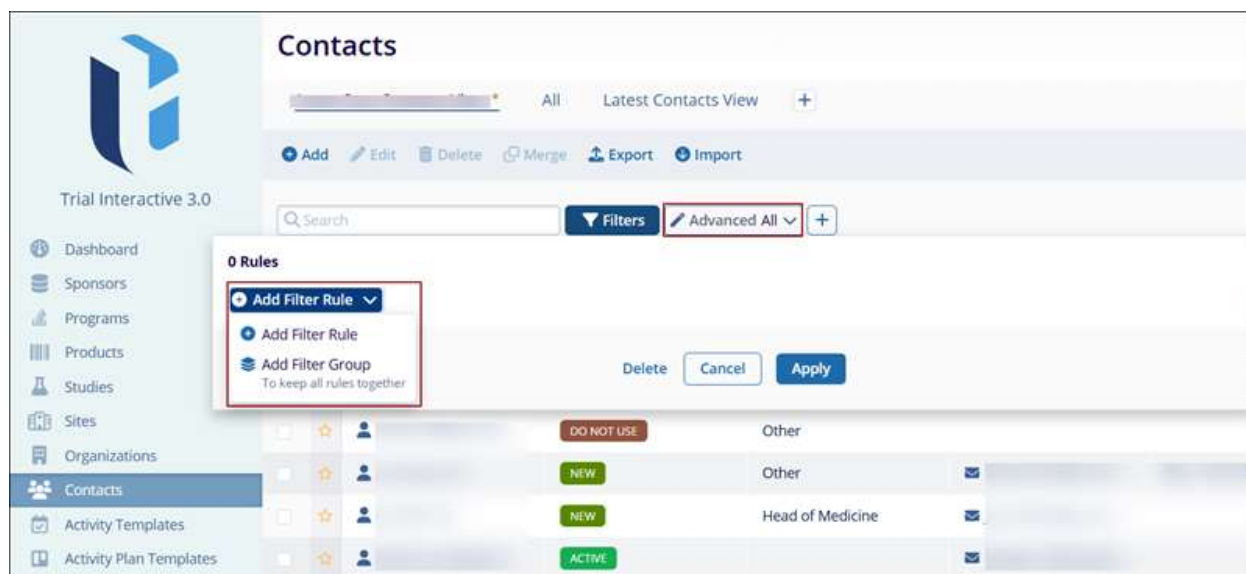 Contacts
All Latest Contacts View
Add Edit Delete Merge Export Import
Trial Interactive 3.0
Search Filters Advanced All
Dashboard
0 Rules
Sponsors
Add Filter Rule
Programs
Add Filter Rule
Products
Add Filter Group
To keep all rules together
Delete Cancel Apply
Studies
Sites
DO NOT USE Other
Organizations
NEW Other
Contacts
NEW Head of Medicine
Activity Templates
Activity Plan Templates
ACTIVE